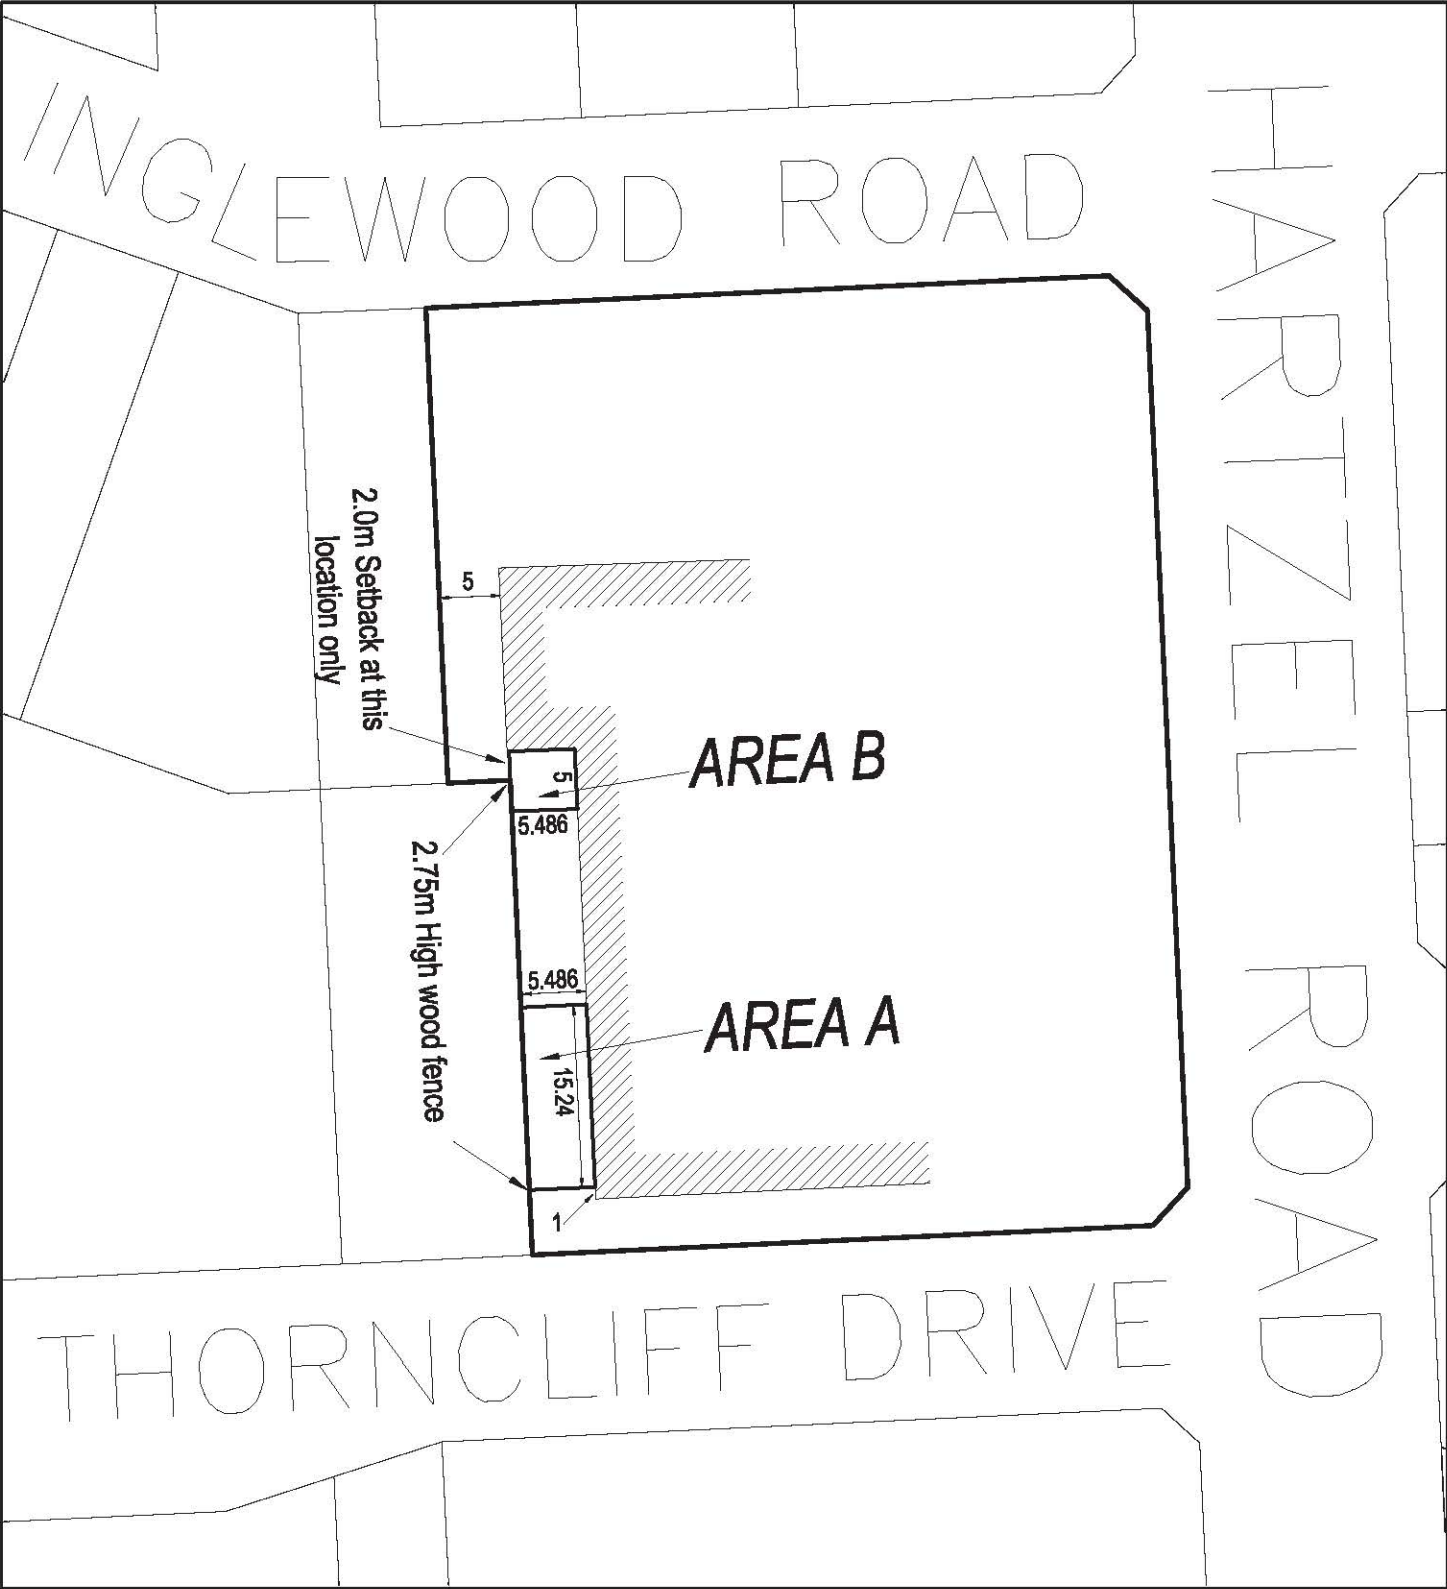 INGLEWOOD ROAD
HARTZEL ROAD
2.0m Setback at this
location only
5
AREA B
5
5.486
2.75m High wood fence
5.486
AREA A
15.24
1
THORNCLIFF DRIVE